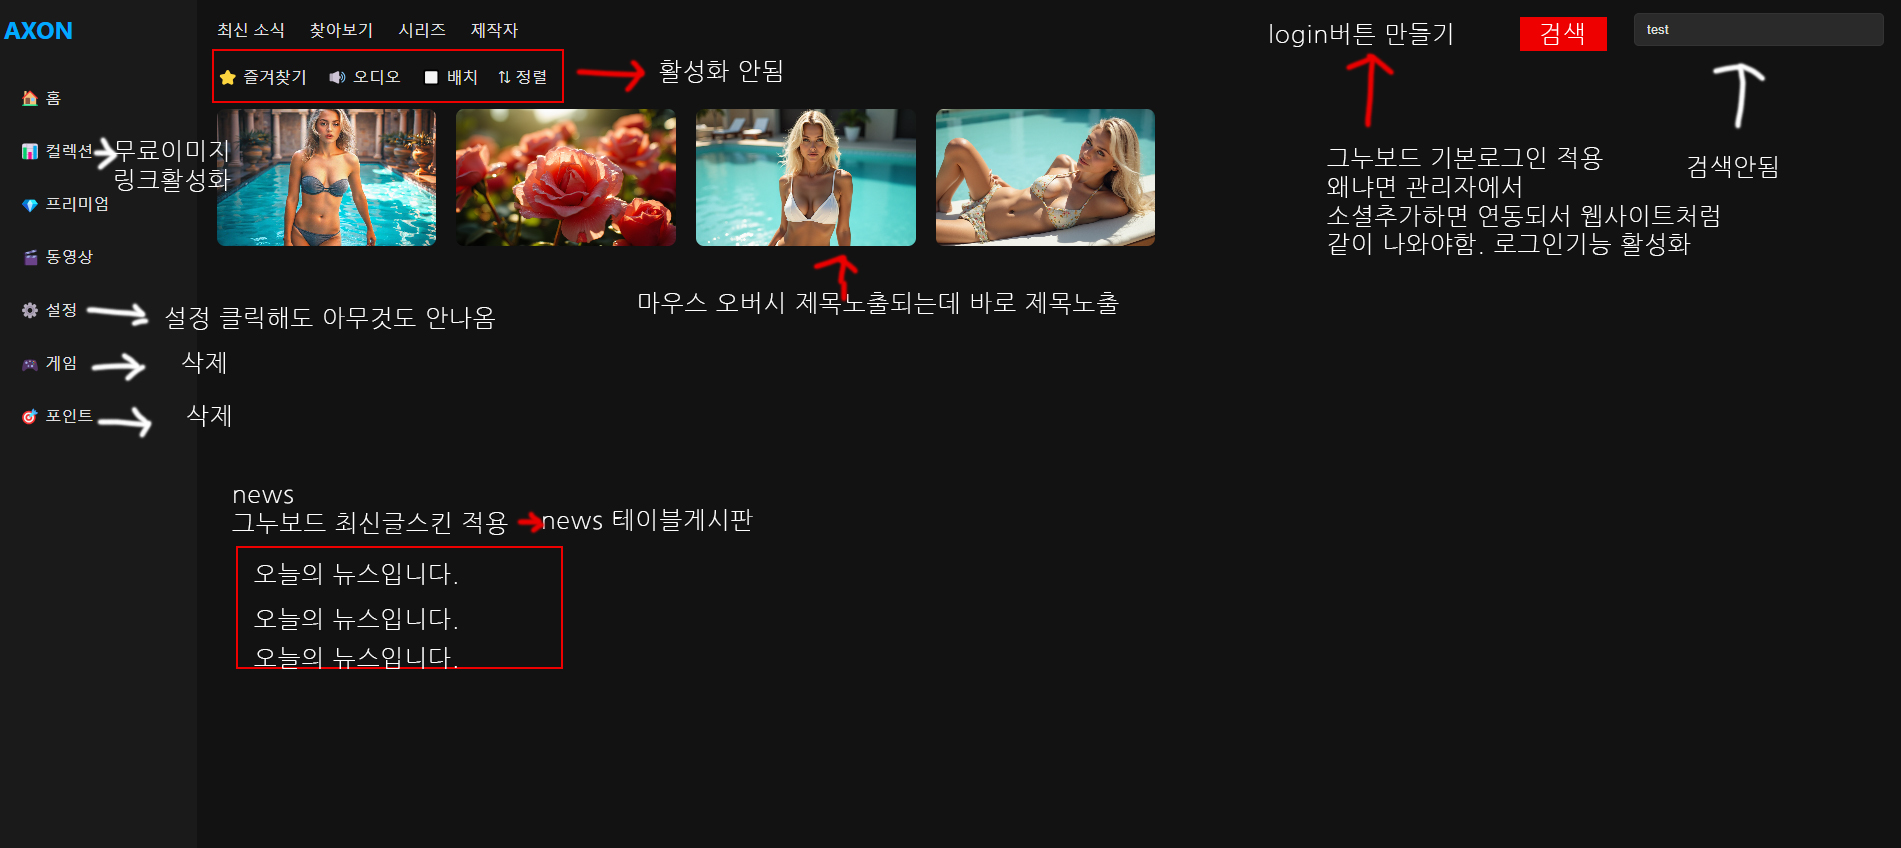 AXON
최신 소식 찾아보기 시리즈 제작자
login버튼 만들기
검색
test
⭐ 즐겨찾기 🔊 오디오 ⬜ 배치 ⇅ 정렬
활성화 안됨
🏠 홈
📊 컬렉션
무료이미지
링크활성화
💎 프리미엄
🎬 동영상
⚙️ 설정
설정 클릭해도 아무것도 안나옴
🎮 게임
삭제
🎯 포인트
삭제
그누보드 기본로그인 적용
왜냐면 관리자에서
소셜추가하면 연동되서 웹사이트처럼
같이 나와야함. 로그인기능 활성화
검색안됨
마우스 오버시 제목노출되는데 바로 제목노출
news
그누보드 최신글스킨 적용
news 테이블게시판
오늘의 뉴스입니다.
오늘의 뉴스입니다.
오늘의 뉴스입니다.